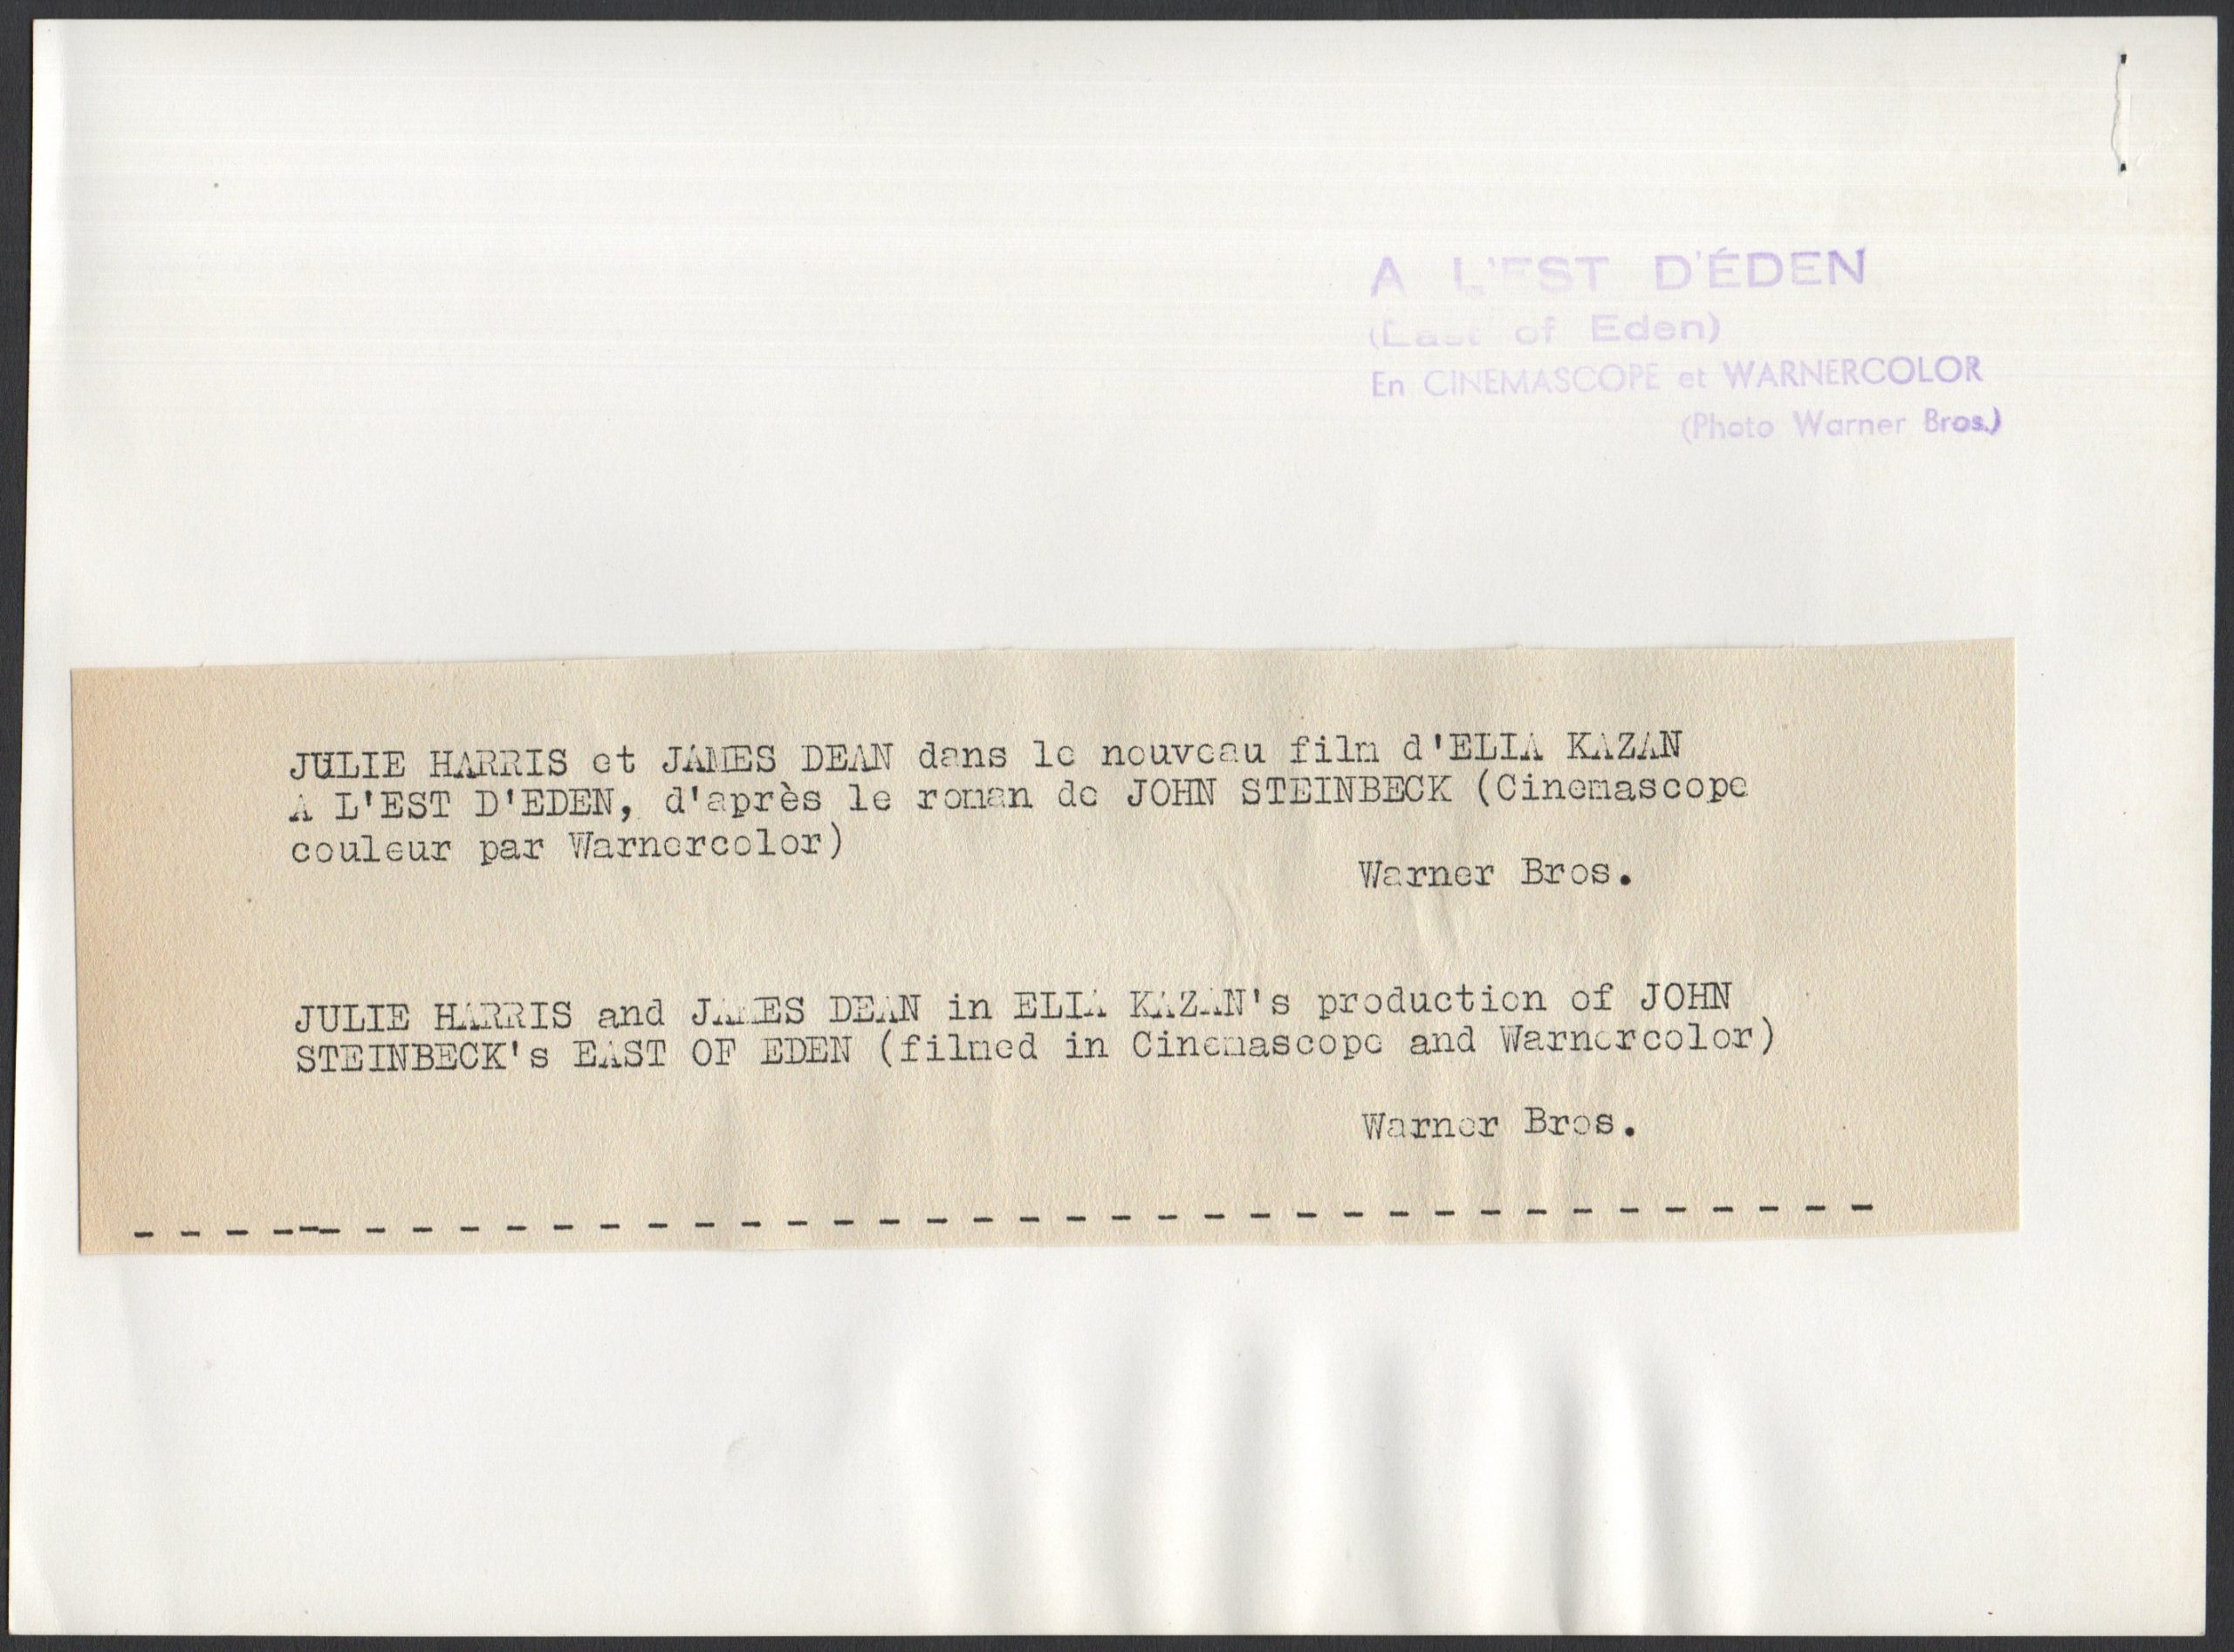 A L'EST D'ÉDEN
(East of Eden)
En CINEMASCOPE et WARNERCOLOR
(Photo Warner Bros.)
JULIE HARRIS et JAMES DEAN dans le nouveau film d'ELIA KAZAN
A L'EST D'EDEN, d'après le roman de JOHN STEINBECK (Cinemascope
couleur par Warnercolor)
Warner Bros.
JULIE HARRIS and JAMES DEAN in ELIA KAZAN's production of JOHN
STEINBECK's EAST OF EDEN (filmed in Cinemascope and Warnercolor)
Warner Bros.